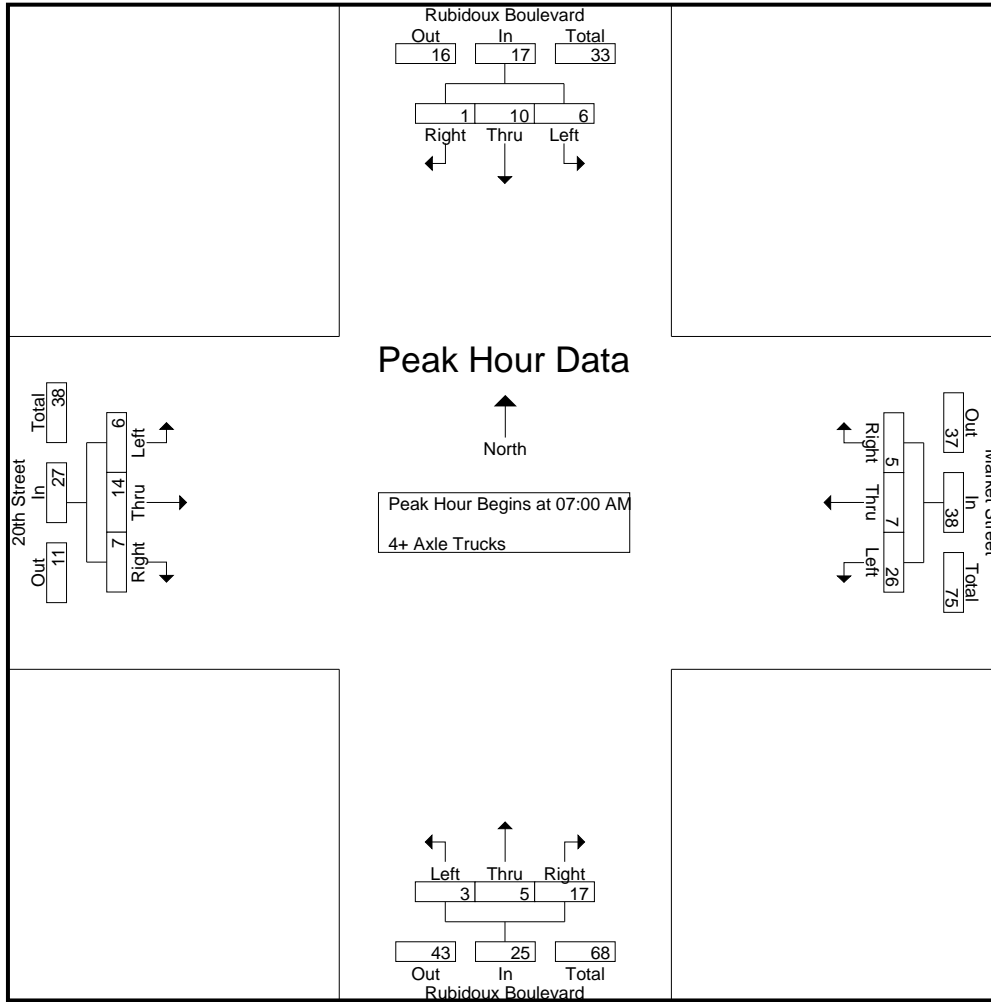 Rubidoux Boulevard
Out In Total
16 17 33
1 10 6
Right Thru Left
Peak Hour Data
North
Peak Hour Begins at 07:00 AM
4+ Axle Trucks
20th Street
Total In Out
38 27 11
6 14 7
Left Thru Right
Right Thru Left
5 7 26
37 38 75
Out In Total
Market Street
Left Thru Right
3 5 17
43 25 68
Out In Total
Rubidoux Boulevard